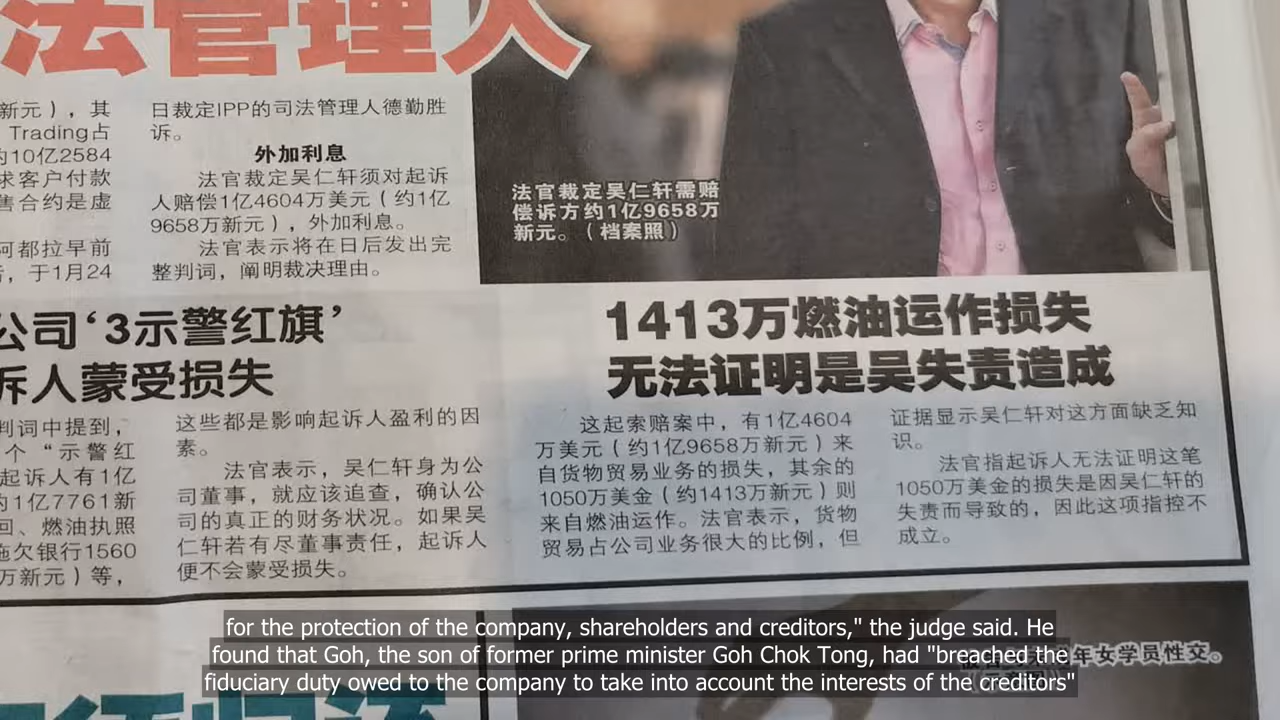 法管理人
新元），其
Trading占
约10亿2584
求客户付款
售合约是虚
阿都拉早前
，于1月24
日裁定IPP的司法管理人德勤胜
诉。
外加利息
法官裁定吴仁轩须对起诉
人赔偿1亿4604万美元（约1亿
9658万新元），外加利息。
法官表示将在日后发出完
整判词，阐明裁决理由。
法官裁定吴仁轩需赔
偿诉方约1亿9658万
新元。（档案照）
公司‘3示警红旗’
诉人蒙受损失
判词中提到，
个“示警红
起诉人有1亿
约1亿7761新
回、燃油执照
拖欠银行1560
万新元）等，
这些都是影响起诉人盈利的因
素。
法官表示，吴仁轩身为公
司董事，就应该追查，确认公
司的真正的财务状况。如果吴
仁轩若有尽董事责任，起诉人
便不会蒙受损失。
1413万燃油运作损失
无法证明是吴失责造成
这起索赔案中，有1亿4604
万美元（约1亿9658万新元）来
自货物贸易业务的损失，其余的
1050万美金（约1413万新元）则
来自燃油运作。法官表示，货物
贸易占公司业务很大的比例，但
证据显示吴仁轩对这方面缺乏知
识。
法官指起诉人无法证明这笔
1050万美金的损失是因吴仁轩的
失责而导致的，因此这项指控不
成立。
年女学员性交。
for the protection of the company, shareholders and creditors," the judge said. He
found that Goh, the son of former prime minister Goh Chok Tong, had "breached the
fiduciary duty owed to the company to take into account the interests of the creditors"